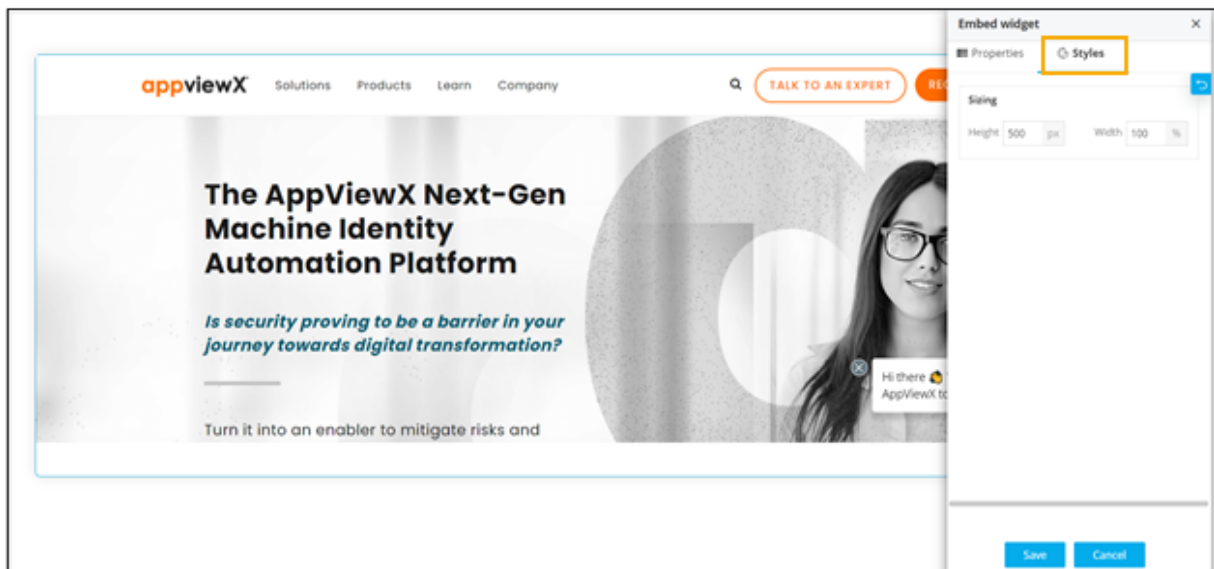 Embed widget
Properties
Styles
appviewX
Solutions
Products
Learn
Company
TALK TO AN EXPERT
Sizing
Height 500 px
Width 100 %
The AppViewX Next-Gen
Machine Identity
Automation Platform
Is security proving to be a barrier in your
journey towards digital transformation?
Hi there
AppViewX to
Turn it into an enabler to mitigate risks and
Save
Cancel